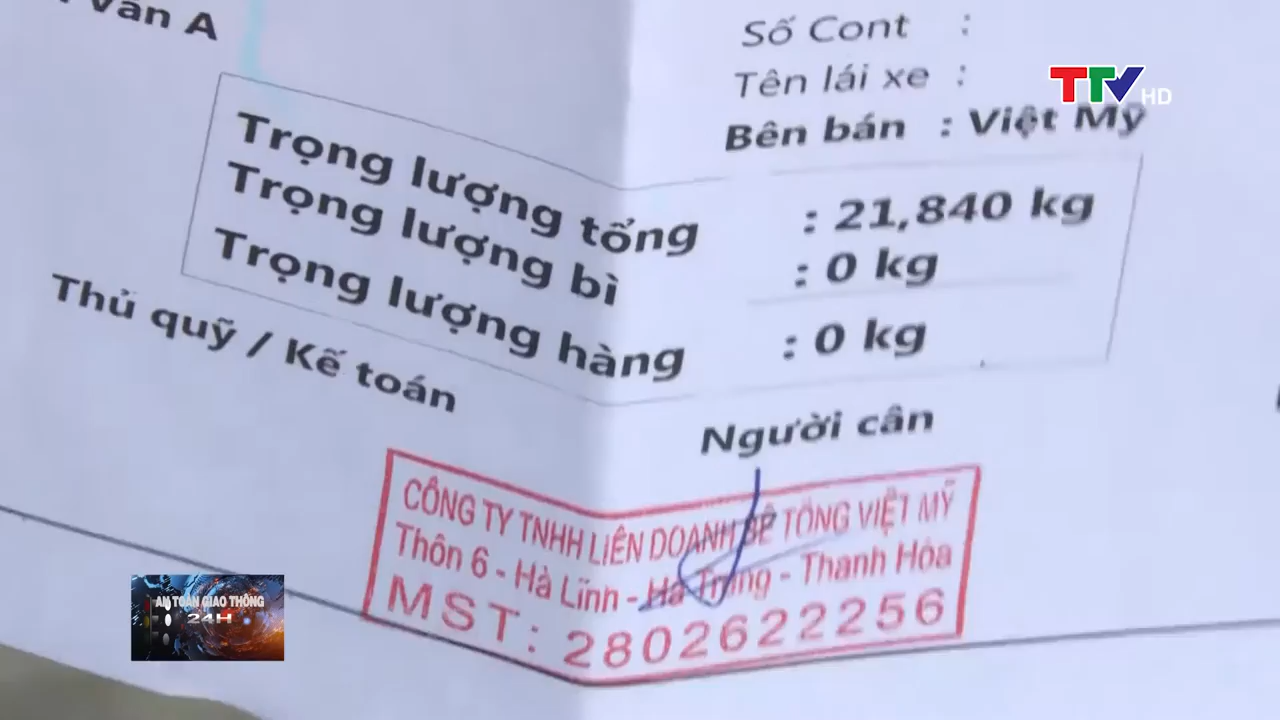 Văn A
Số Cont :
Tên lái xe :
Bên bán : Việt Mỹ
TTV HD
Trọng lượng tổng : 21,840 kg
Trọng lượng bì : 0 kg
Trọng lượng hàng : 0 kg
Thủ quỹ / Kế toán
Người cân
CÔNG TY TNHH LIÊN DOANH BÊ TÔNG VIỆT MỸ
Thôn 6 - Hà Lĩnh - Hà Trung - Thanh Hóa
MST: 2802622256
AN TOÀN GIAO THÔNG
24H